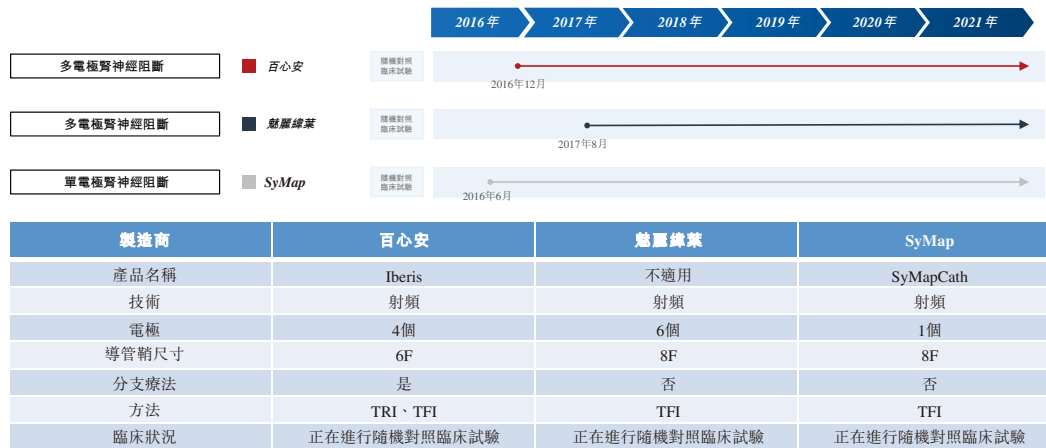 2016年 2017年 2018年 2019年 2020年 2021年
多電極腎神經阻斷 百心安 隨機對照
臨床試驗
2016年12月
多電極腎神經阻斷 魅麗緯葉 隨機對照
臨床試驗
2017年8月
單電極腎神經阻斷 SyMap 隨機對照
臨床試驗
2016年6月
製造商 百心安 魅麗緯葉 SyMap
產品名稱 Iberis 不適用 SyMapCath
技術 射頻 射頻 射頻
電極 4個 6個 1個
導管鞘尺寸 6F 8F 8F
分支療法 是 否 否
方法 TRI、TFI TFI TFI
臨床狀況 正在進行隨機對照臨床試驗 正在進行隨機對照臨床試驗 正在進行隨機對照臨床試驗